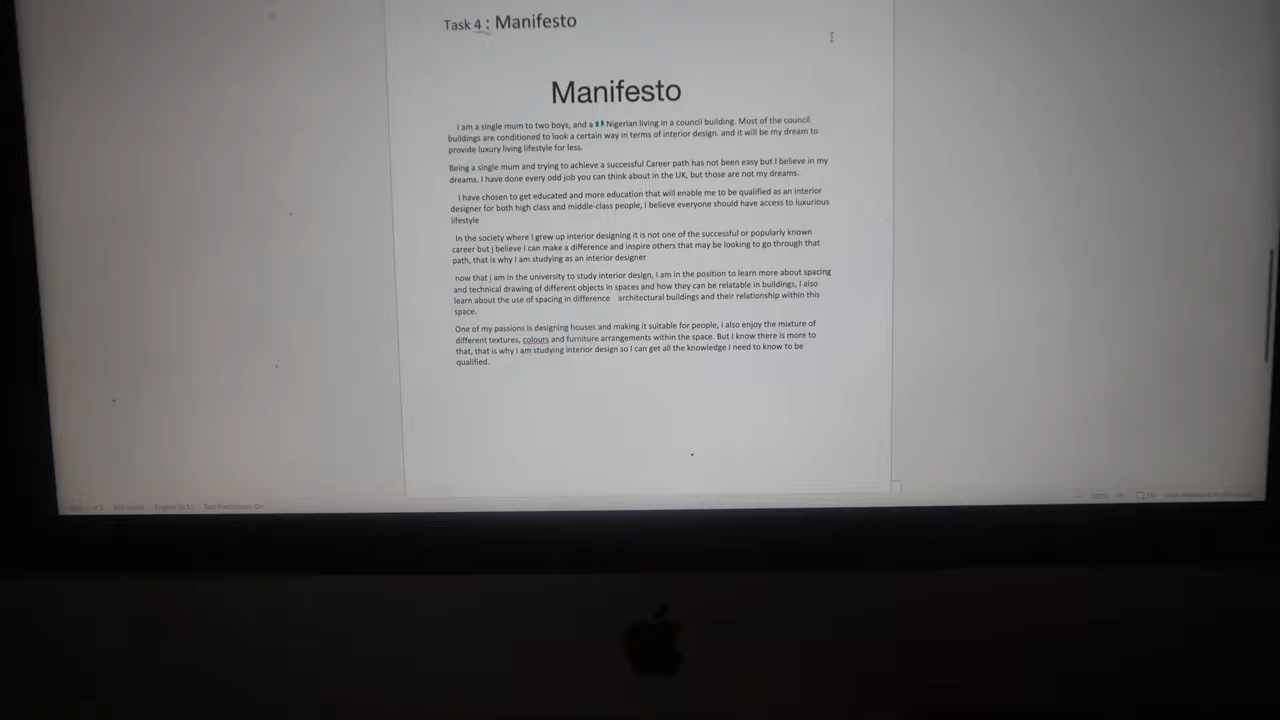 Task 4 : Manifesto
Manifesto
I am a single mum to two boys, and a 🇳🇬 Nigerian living in a council building. Most of the council
buildings are conditioned to look a certain way in terms of interior design. and it will be my dream to
provide luxury living lifestyle for less.
Being a single mum and trying to achieve a successful Career path has not been easy but I believe in my
dreams. I have done every odd job you can think about in the UK, but those are not my dreams.
I have chosen to get educated and more education that will enable me to be qualified as an interior
designer for both high class and middle-class people, I believe everyone should have access to luxurious
lifestyle
In the society where I grew up interior designing it is not one of the successful or popularly known
career but j believe I can make a difference and inspire others that may be looking to go through that
path, that is why I am studying as an interior designer
now that j am in the university to study interior design, I am in the position to learn more about spacing
and technical drawing of different objects in spaces and how they can be relatable in buildings, I also
learn about the use of spacing in difference architectural buildings and their relationship within this
space.
One of my passions is designing houses and making it suitable for people, I also enjoy the mixture of
different textures, colours and furniture arrangements within the space. But I know there is more to
that, that is why I am studying interior design so I can get all the knowledge I need to know to be
qualified.
Text Predictions: On